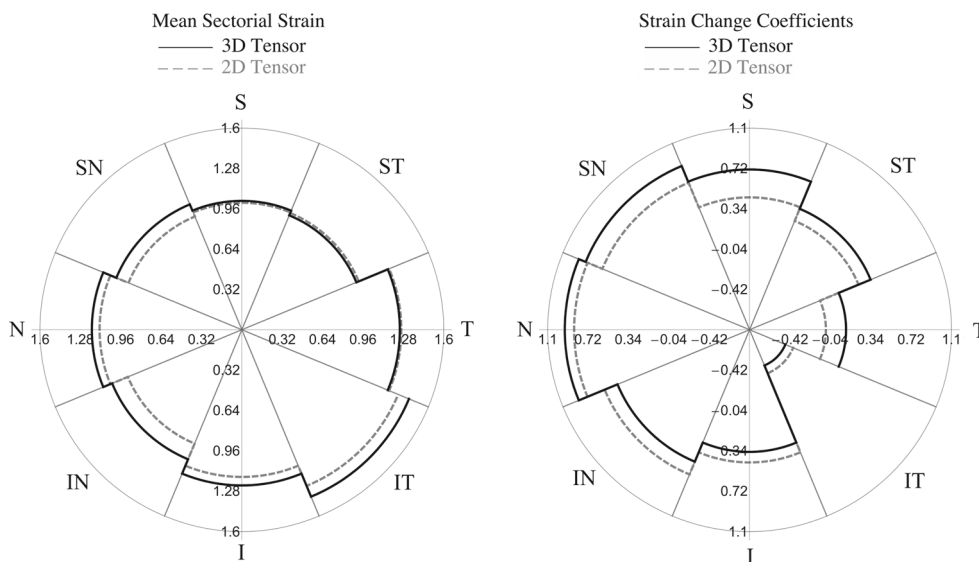 Mean Sectorial Strain
3D Tensor
2D Tensor
S
1.6
SN
1.28
ST
0.96
0.64
0.32
N
1.6 1.28 0.96 0.64 0.32 0.32 0.64 0.96 1.28 1.6
T
0.32
0.64
0.96
IN
IT
1.28
1.6
I
Strain Change Coefficients
3D Tensor
2D Tensor
S
1.1
SN
0.72
ST
0.34
−0.04
−0.42
N
1.1 0.72 0.34 −0.04 −0.42 −0.42 −0.04 0.34 0.72 1.1
T
−0.42
−0.04
0.34
IN
IT
0.72
1.1
I